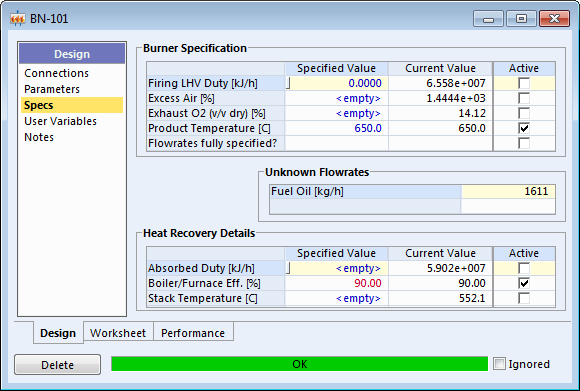 BN-101
Design
Connections
Parameters
Specs
User Variables
Notes
Burner Specification
Specified Value Current Value Active
Firing LHV Duty [kJ/h] 0.0000 6.558e+007
Excess Air [%] <empty> 1.4444e+03
Exhaust O2 (v/v dry) [%] <empty> 14.12
Product Temperature [C] 650.0 650.0
Flowrates fully specified?
Unknown Flowrates
Fuel Oil [kg/h] 1611
Heat Recovery Details
Specified Value Current Value Active
Absorbed Duty [kJ/h] <empty> 5.902e+007
Boiler/Furnace Eff. [%] 90.00 90.00
Stack Temperature [C] <empty> 552.1
Design Worksheet Performance
Delete OK Ignored